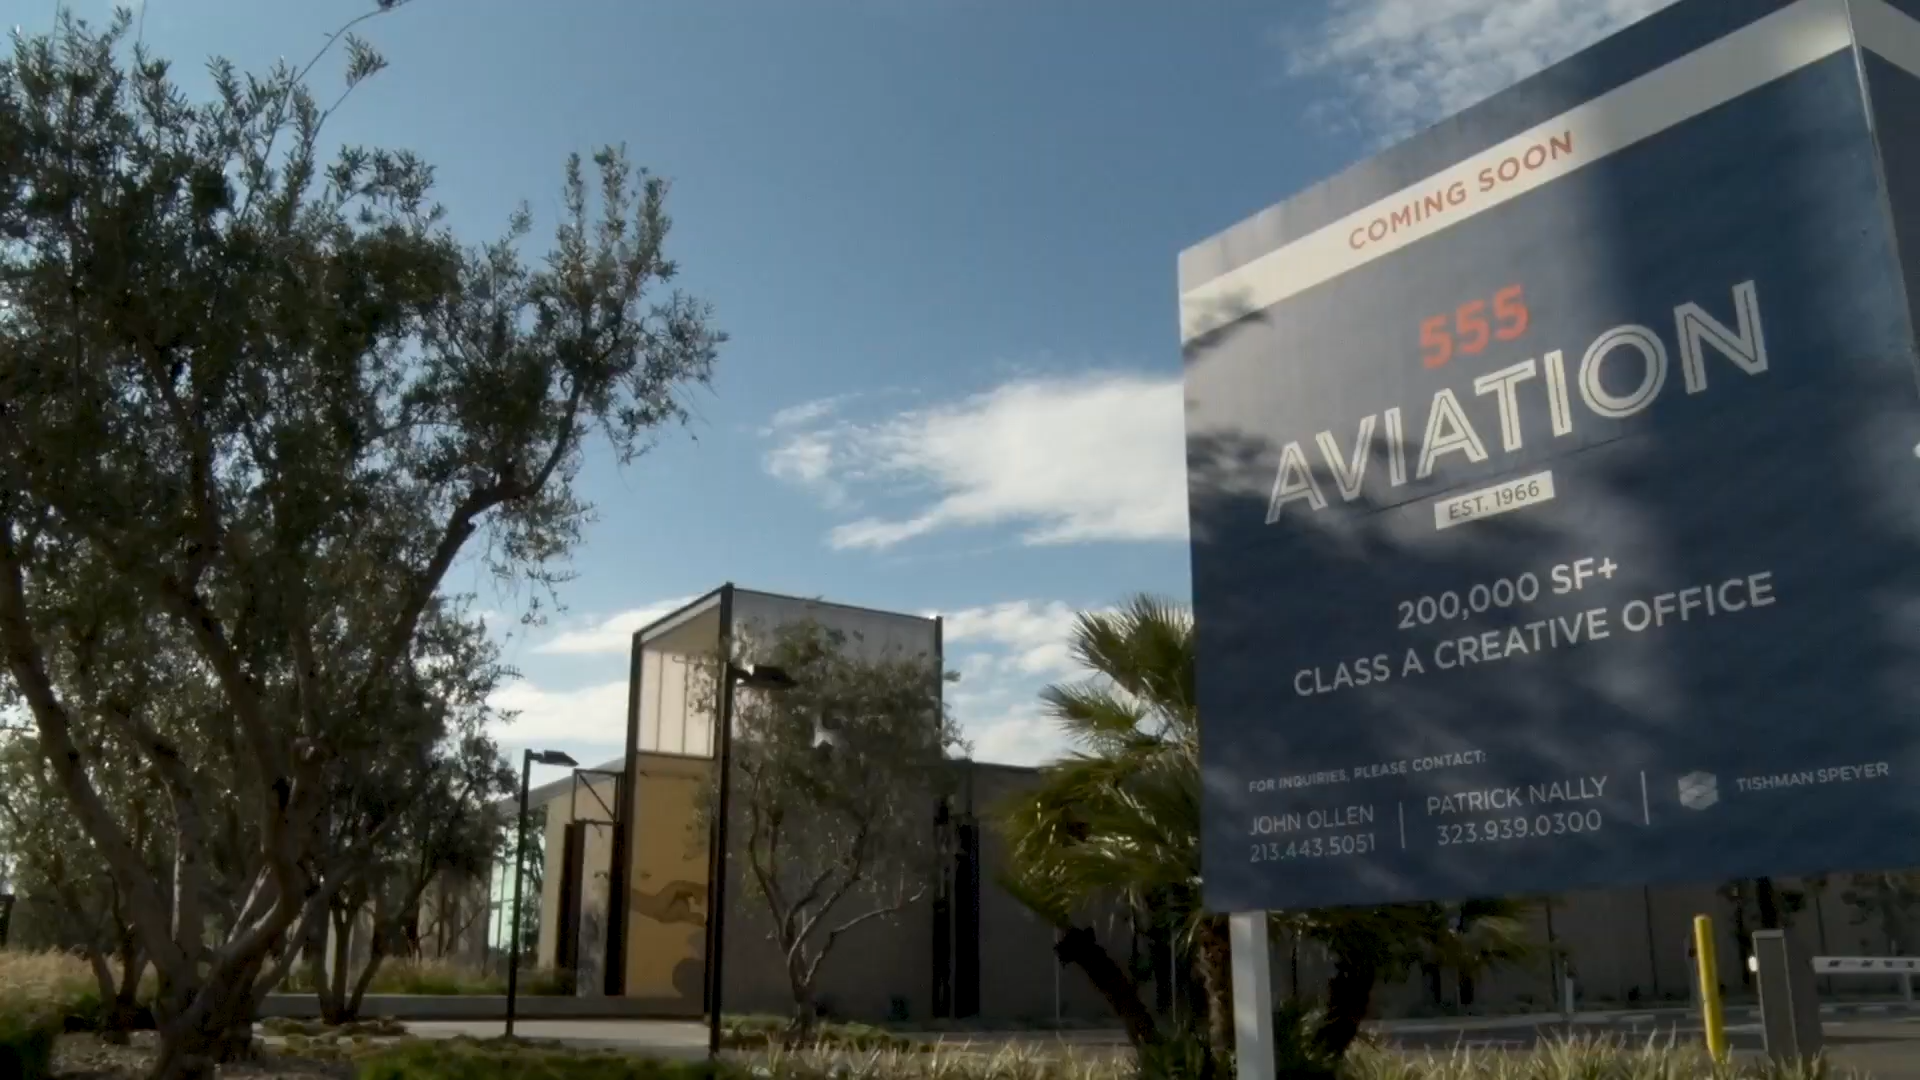 COMING SOON
555
AVIATION
EST. 1966
200,000 SF+
CLASS A CREATIVE OFFICE
FOR INQUIRIES, PLEASE CONTACT:
JOHN OLLEN
213.443.5051
PATRICK NALLY
323.939.0300
TISHMAN SPEYER